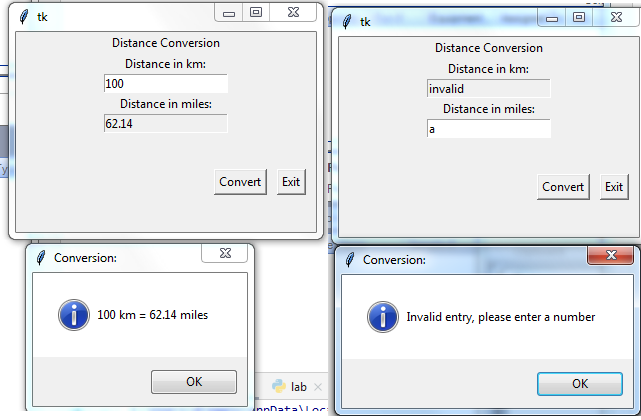 tk
Distance Conversion
Distance in km:
100
Distance in miles:
62.14
Convert Exit
Conversion:
100 km = 62.14 miles
OK
tk
Distance Conversion
Distance in km:
invalid
Distance in miles:
a
Convert Exit
Conversion:
Invalid entry, please enter a number
OK
lab